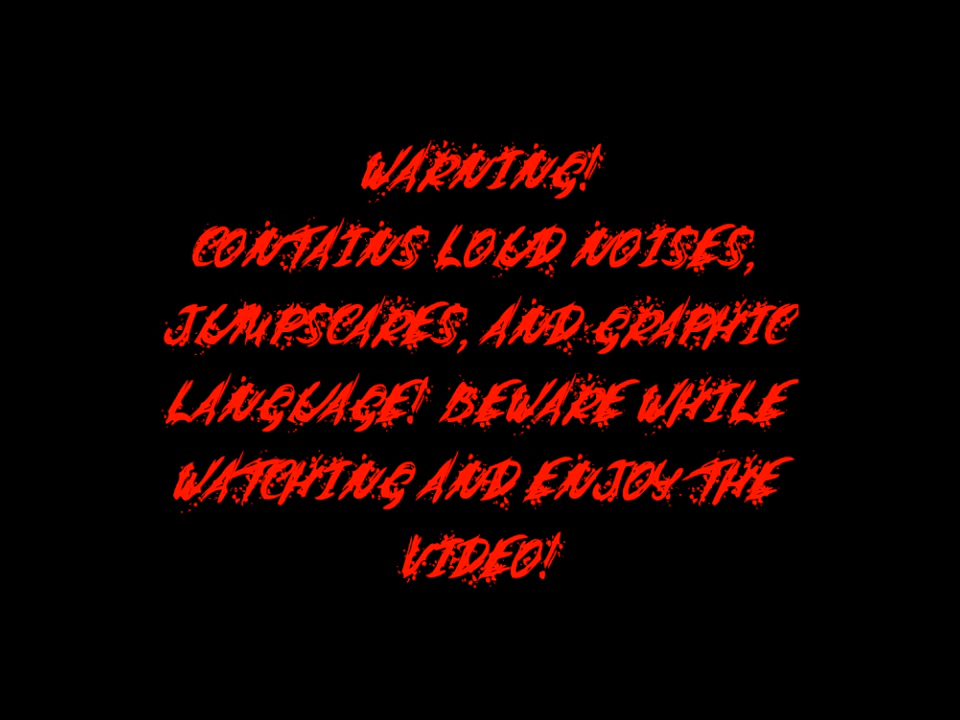 WARNING!
CONTAINS LOUD NOISES,
JUMPSCARES, AND GRAPHIC
LANGUAGE! BEWARE WHILE
WATCHING AND ENJOY THE
VIDEO!